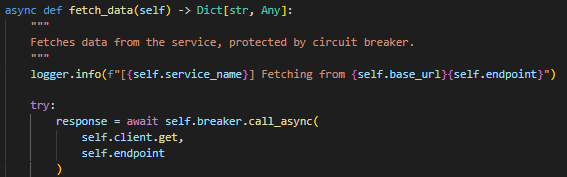 async def fetch_data(self) -> Dict[str, Any]:
    """
    Fetches data from the service, protected by circuit breaker.
    """
    logger.info(f"[{self.service_name}] Fetching from {self.base_url}{self.endpoint}")

    try:
        response = await self.breaker.call_async(
            self.client.get,
            self.endpoint
        )